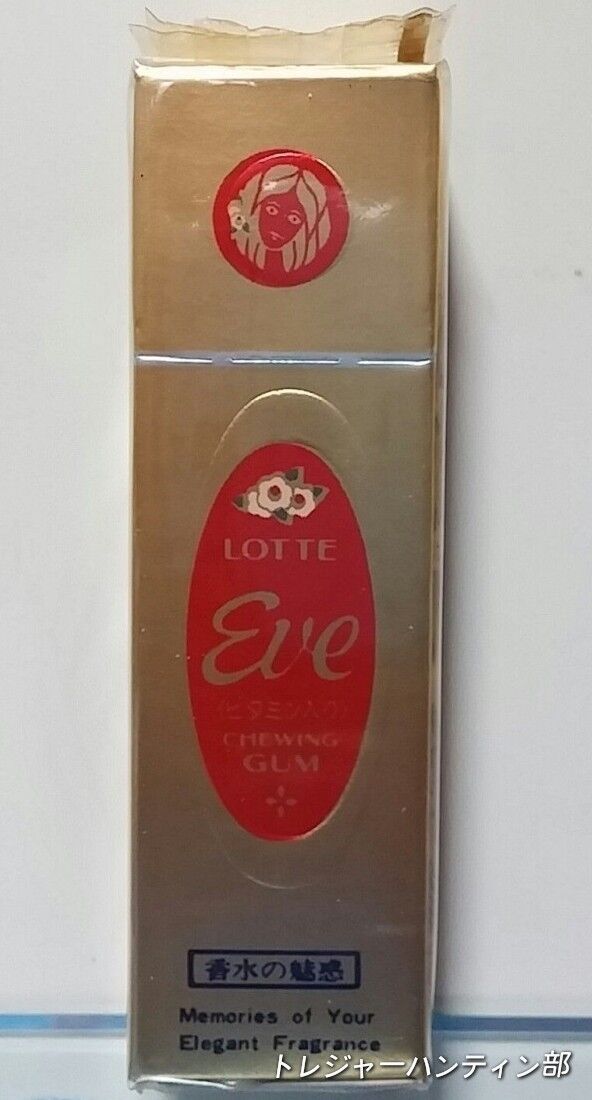 LOTTE
Eve
(ビタミン入り)
CHEWING
GUM
香水の魅惑
Memories of Your
Elegant Fragrance
トレジャーハンティン部